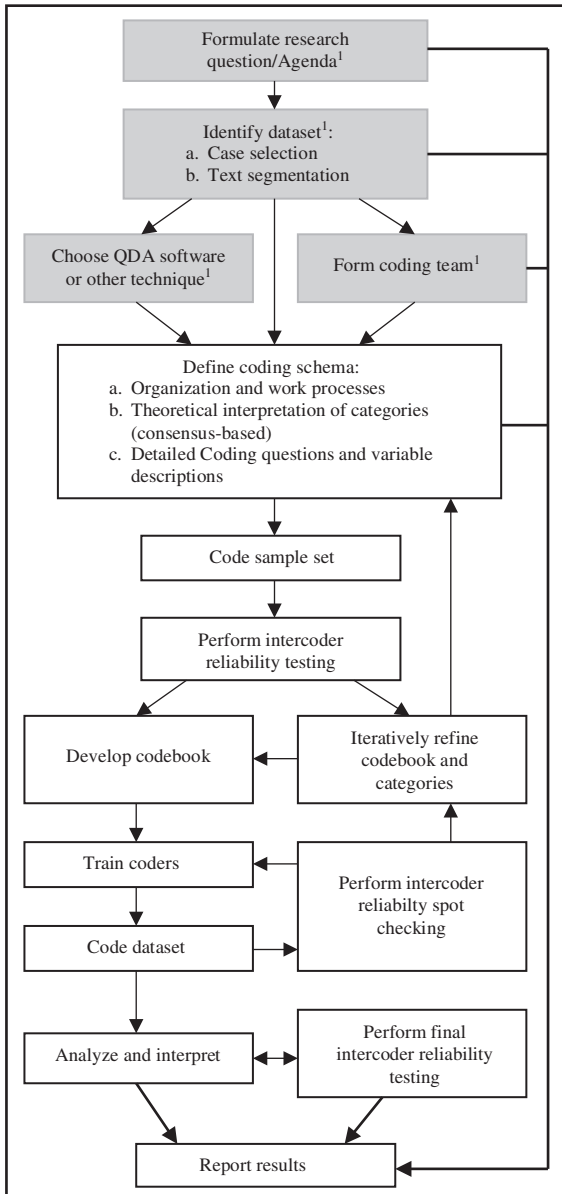 Formulate research
question/Agenda¹
Identify dataset¹:
a. Case selection
b. Text segmentation
Choose QDA software
or other technique¹
Form coding team¹
Define coding schema:
a. Organization and work processes
b. Theoretical interpretation of categories
(consensus-based)
c. Detailed Coding questions and variable
descriptions
Code sample set
Perform intercoder
reliability testing
Develop codebook
Iteratively refine
codebook and
categories
Train coders
Perform intercoder
reliabilty spot
checking
Code dataset
Analyze and interpret
Perform final
intercoder reliability
testing
Report results